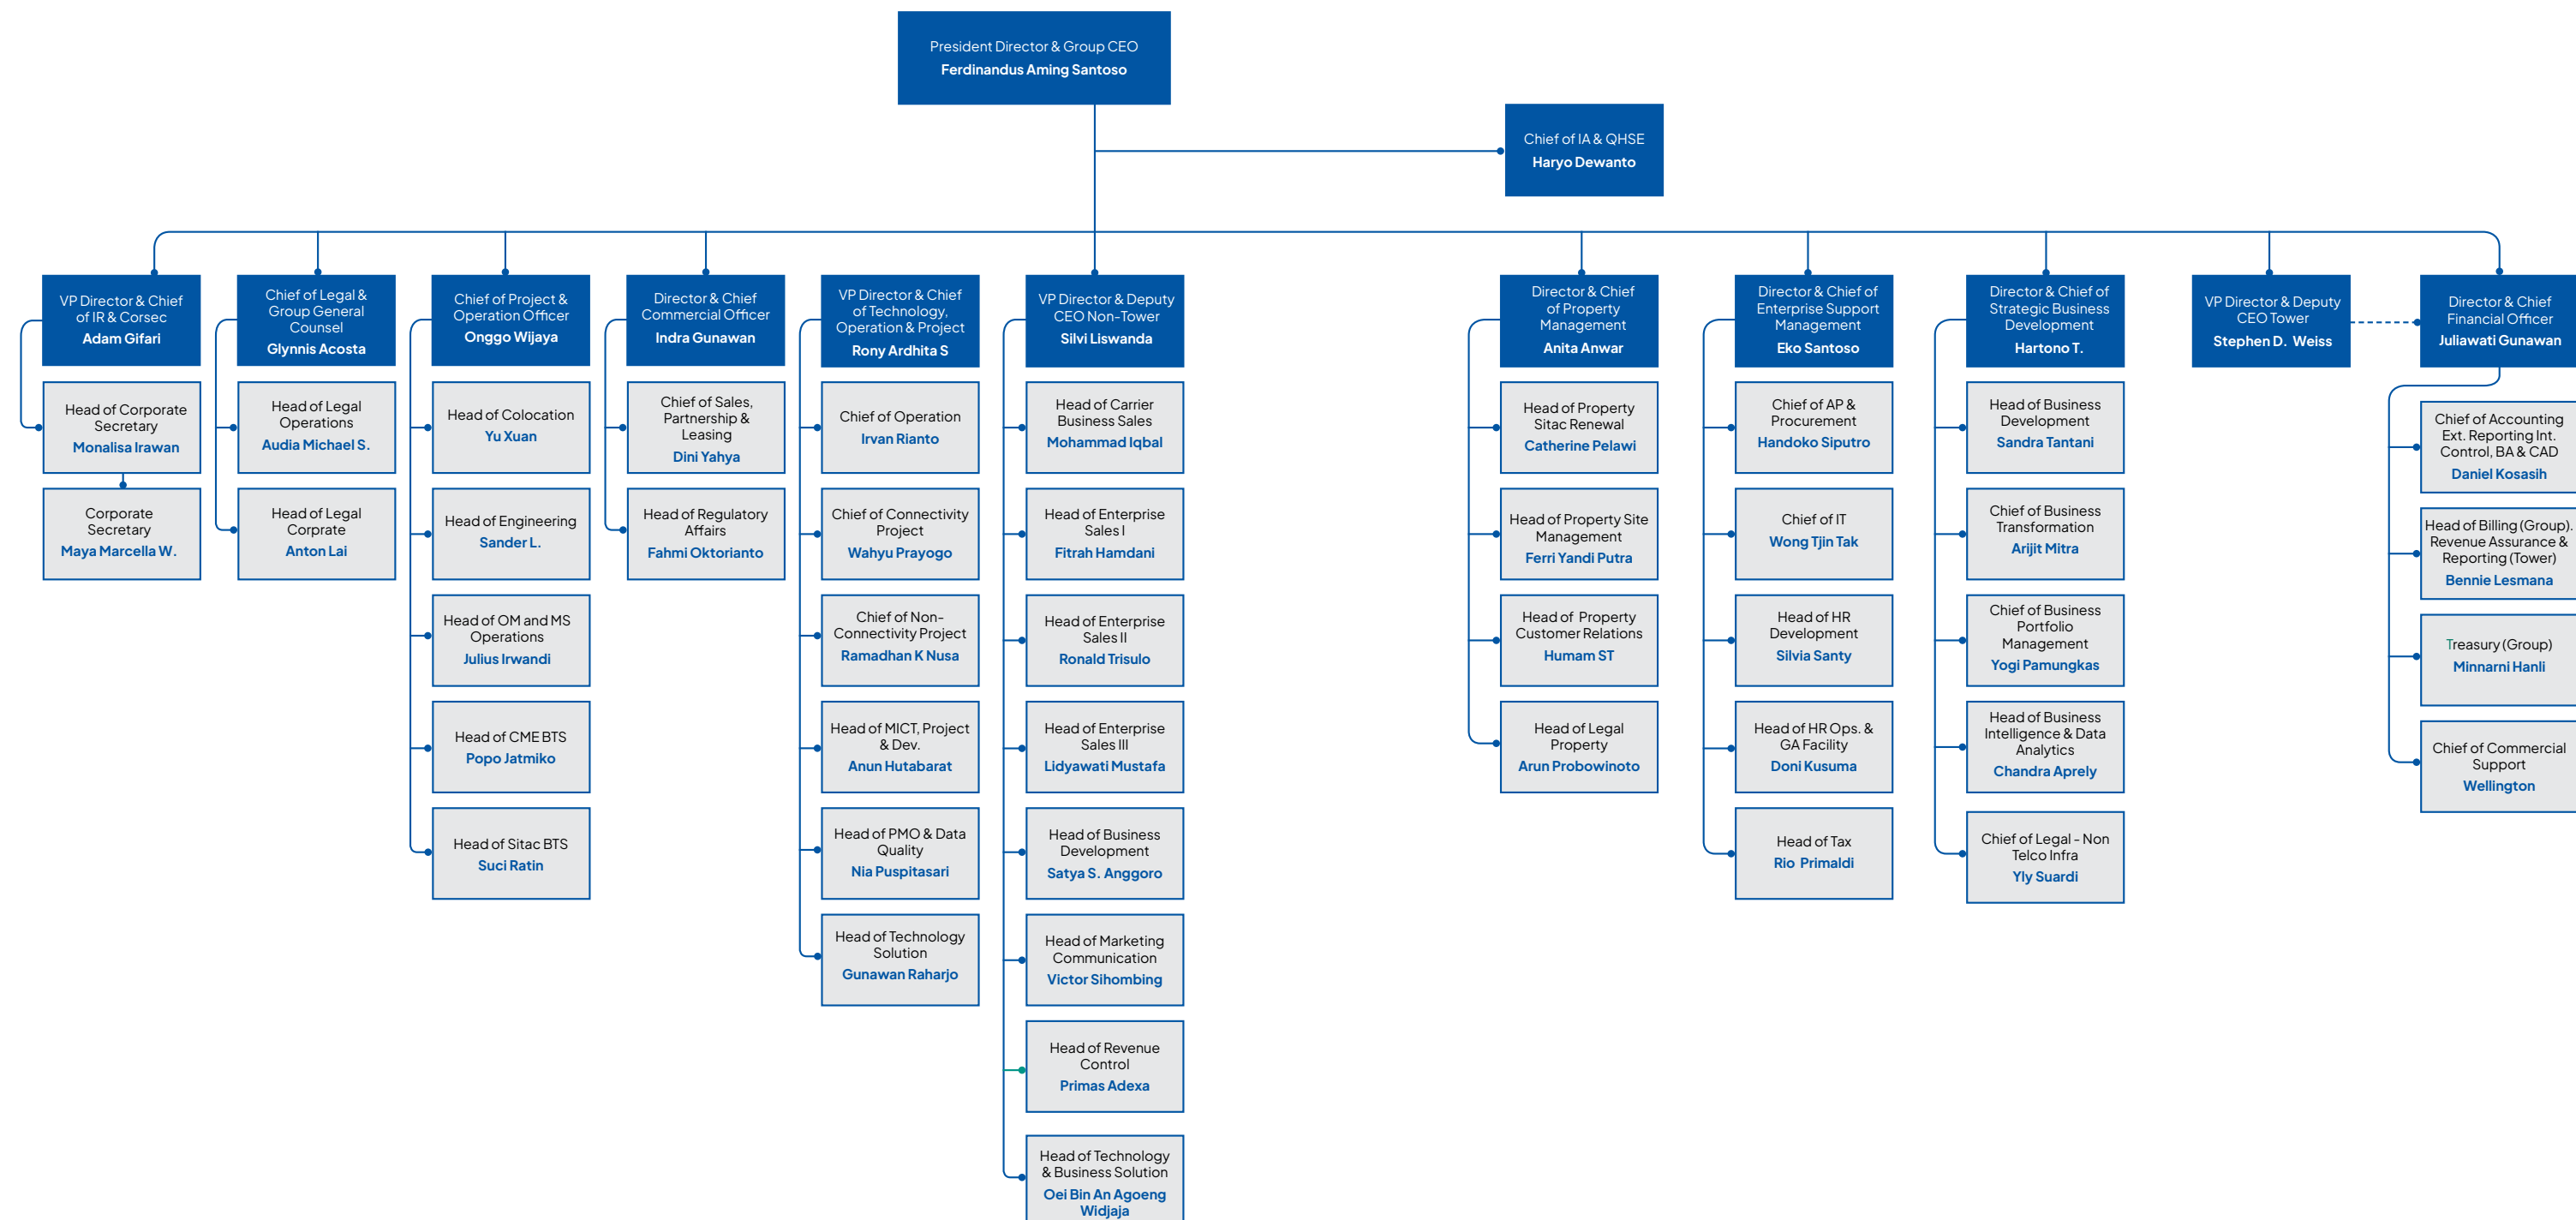 President Director & Group CEO
Ferdinandus Aming Santoso
Chief of IA & QHSE
Haryo Dewanto
VP Director & Chief
of IR & Corsec
Adam Gifari
Head of Corporate
Secretary
Monalisa Irawan
Corporate
Secretary
Maya Marcella W.
Chief of Legal &
Group General
Counsel
Glynnis Acosta
Head of Legal
Operations
Audia Michael S.
Head of Legal
Corprate
Anton Lai
Chief of Project &
Operation Officer
Onggo Wijaya
Head of Colocation
Yu Xuan
Head of Engineering
Sander L.
Head of OM and MS
Operations
Julius Irwandi
Head of CME BTS
Popo Jatmiko
Head of Sitac BTS
Suci Ratin
Director & Chief
Commercial Officer
Indra Gunawan
Chief of Sales,
Partnership &
Leasing
Dini Yahya
Head of Regulatory
Affairs
Fahmi Oktorianto
VP Director & Chief
of Technology,
Operation & Project
Rony Ardhita S
Chief of Operation
Irvan Rianto
Chief of Connectivity
Project
Wahyu Prayogo
Chief of Non-
Connectivity Project
Ramadhan K Nusa
Head of MICT, Project
& Dev.
Anun Hutabarat
Head of PMO & Data
Quality
Nia Puspitasari
Head of Technology
Solution
Gunawan Raharjo
VP Director & Deputy
CEO Non-Tower
Silvi Liswanda
Head of Carrier
Business Sales
Mohammad Iqbal
Head of Enterprise
Sales I
Fitrah Hamdani
Head of Enterprise
Sales II
Ronald Trisulo
Head of Enterprise
Sales III
Lidyawati Mustafa
Head of Business
Development
Satya S. Anggoro
Head of Marketing
Communication
Victor Sihombing
Head of Revenue
Control
Primas Adexa
Head of Technology
& Business Solution
Oei Bin An Agoeng
Widjaja
Director & Chief
of Property
Management
Anita Anwar
Head of Property
Sitac Renewal
Catherine Pelawi
Head of Property Site
Management
Ferri Yandi Putra
Head of Property
Customer Relations
Humam ST
Head of Legal
Property
Arun Probowinoto
Director & Chief of
Enterprise Support
Management
Eko Santoso
Chief of AP &
Procurement
Handoko Siputro
Chief of IT
Wong Tjin Tak
Head of HR
Development
Silvia Santy
Head of HR Ops. &
GA Facility
Doni Kusuma
Head of Tax
Rio Primaldi
Director & Chief of
Strategic Business
Development
Hartono T.
Head of Business
Development
Sandra Tantani
Chief of Business
Transformation
Arijit Mitra
Chief of Business
Portfolio
Management
Yogi Pamungkas
Head of Business
Intelligence & Data
Analytics
Chandra Aprely
Chief of Legal - Non
Telco Infra
Yly Suardi
VP Director & Deputy
CEO Tower
Stephen D. Weiss
Director & Chief
Financial Officer
Juliawati Gunawan
Chief of Accounting
Ext. Reporting Int.
Control, BA & CAD
Daniel Kosasih
Head of Billing (Group).
Revenue Assurance &
Reporting (Tower)
Bennie Lesmana
Treasury (Group)
Minnarni Hanli
Chief of Commercial
Support
Wellington